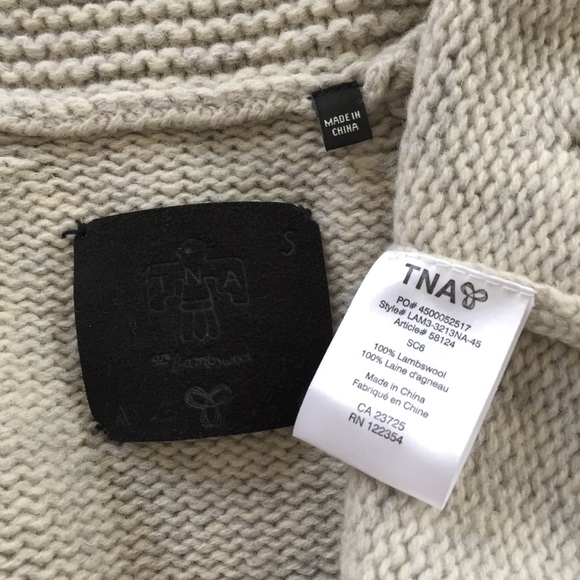 MADE IN
CHINA
S
TNA
Lambswool
TNA
PO# 4500052517
Style# LAM3-3213NA-45
Article# 58124
SC6
100% Lambswool
100% Laine d'agneau
Made in China
Fabriqué en Chine
CA 23725
RN 122354